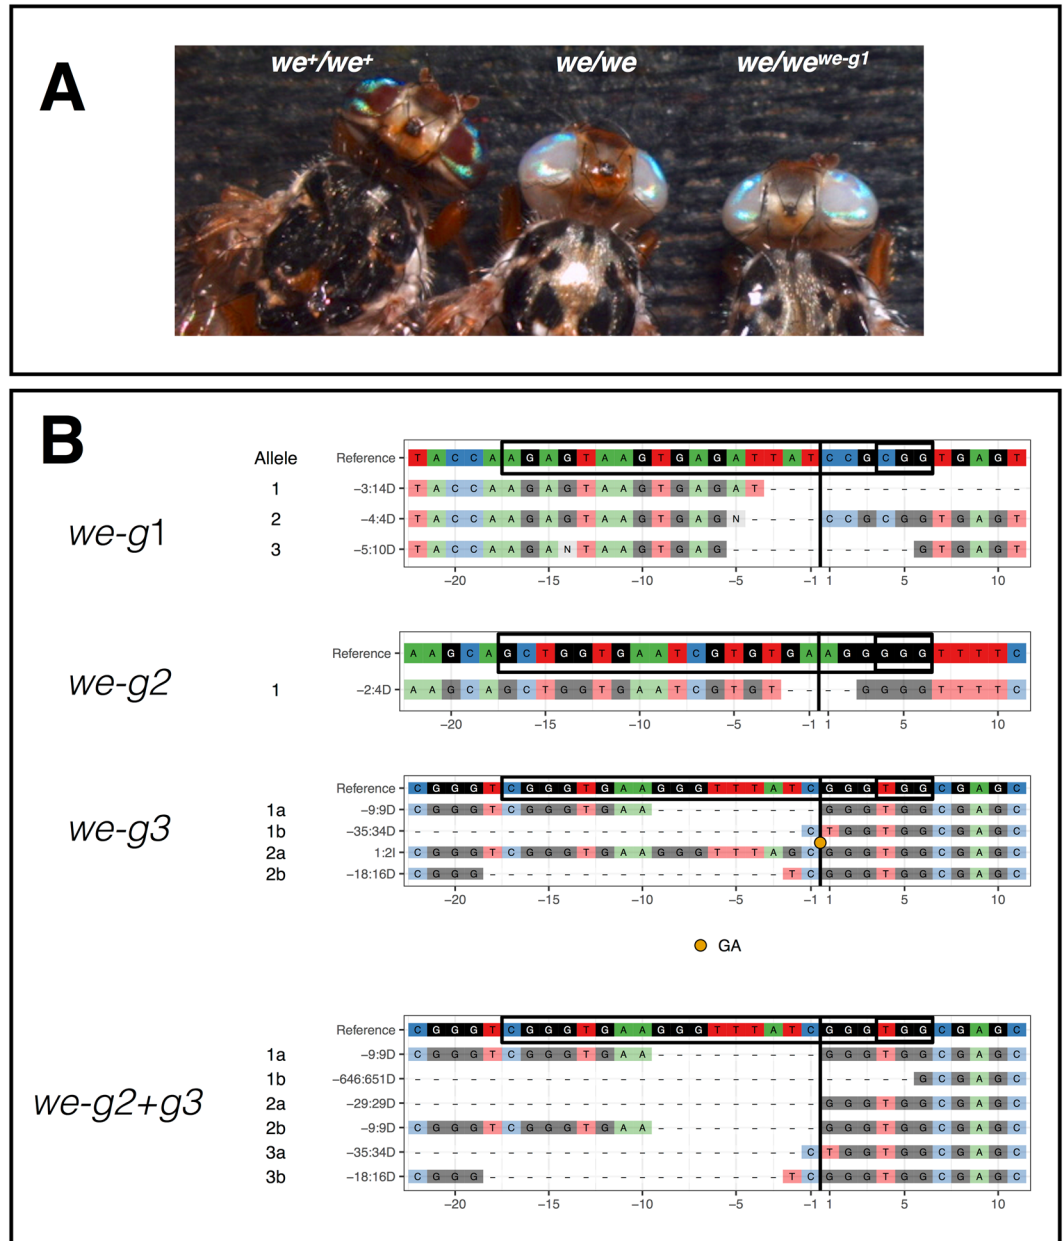 A
we+/we+
we/we
we/wewe-g1
B
Allele
Reference T A C C A A G A G T A A G T G A G A T T A T C C G C G G T G A G T
we-g1
1 -3:14D T A C C A A G A G T A A G T G A G A T - - - - - - - - - - - - - -
2 -4:4D T A C C A A G A G T A A G T G A G N - - - - C C G C G G T G A G T
3 -5:10D T A C C A A G A N T A A G T G A G - - - - - - - - - - G T G A G T
-20 -15 -10 -5 -1 1 5 10
Reference A A G C A G C T G G T G A A T C G T G T G A A G G G G G T T T T C
we-g2
1 -2:4D A A G C A G C T G G T G A A T C G T G T - - - - G G G G T T T T C
-20 -15 -10 -5 -1 1 5 10
Reference C G G G T C G G G T G A A G G G T T T A T C G G G T G G C G A G C
we-g3
1a -9:9D C G G G T C G G G T G A A - - - - - - - - - G G G T G G C G A G C
1b -35:34D - - - - - - - - - - - - - - - - - - - - - C T G G T G G C G A G C
2a 1:2I C G G G T C G G G T G A A G G G T T T A G C G G G T G G C G A G C
2b -18:16D C G G G - - - - - - - - - - - - - - - - T C G G G T G G C G A G C
-20 -15 -10 -5 -1 1 5 10
GA
Reference C G G G T C G G G T G A A G G G T T T A T C G G G T G G C G A G C
we-g2+g3
1a -9:9D C G G G T C G G G T G A A - - - - - - - - - G G G T G G C G A G C
1b -646:651D - - - - - - - - - - - - - - - - - - - - - - - - - - - G C G A G C
2a -29:29D - - - - - - - - - - - - - - - - - - - - - - G G G T G G C G A G C
2b -9:9D C G G G T C G G G T G A A - - - - - - - - - G G G T G G C G A G C
3a -35:34D - - - - - - - - - - - - - - - - - - - - - C T G G T G G C G A G C
3b -18:16D C G G G - - - - - - - - - - - - - - - - T C G G G T G G C G A G C
-20 -15 -10 -5 -1 1 5 10